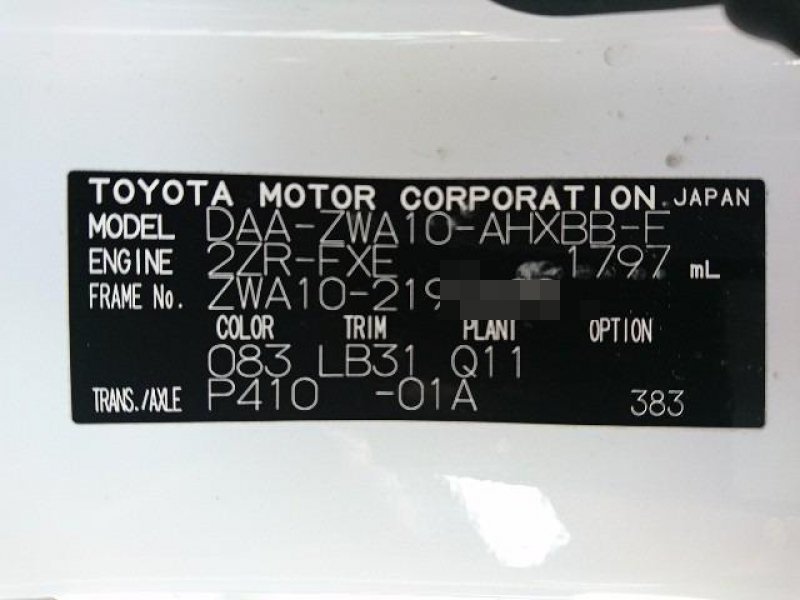 TOYOTA MOTOR CORPORATION. JAPAN
MODEL DAA-ZWA10-AHXBB-F
ENGINE 2ZR-FXE 1797 mL
FRAME No. ZWA10-219
COLOR TRIM PLANT OPTION
083 LB31 Q11
TRANS./AXLE P410 -01A 383